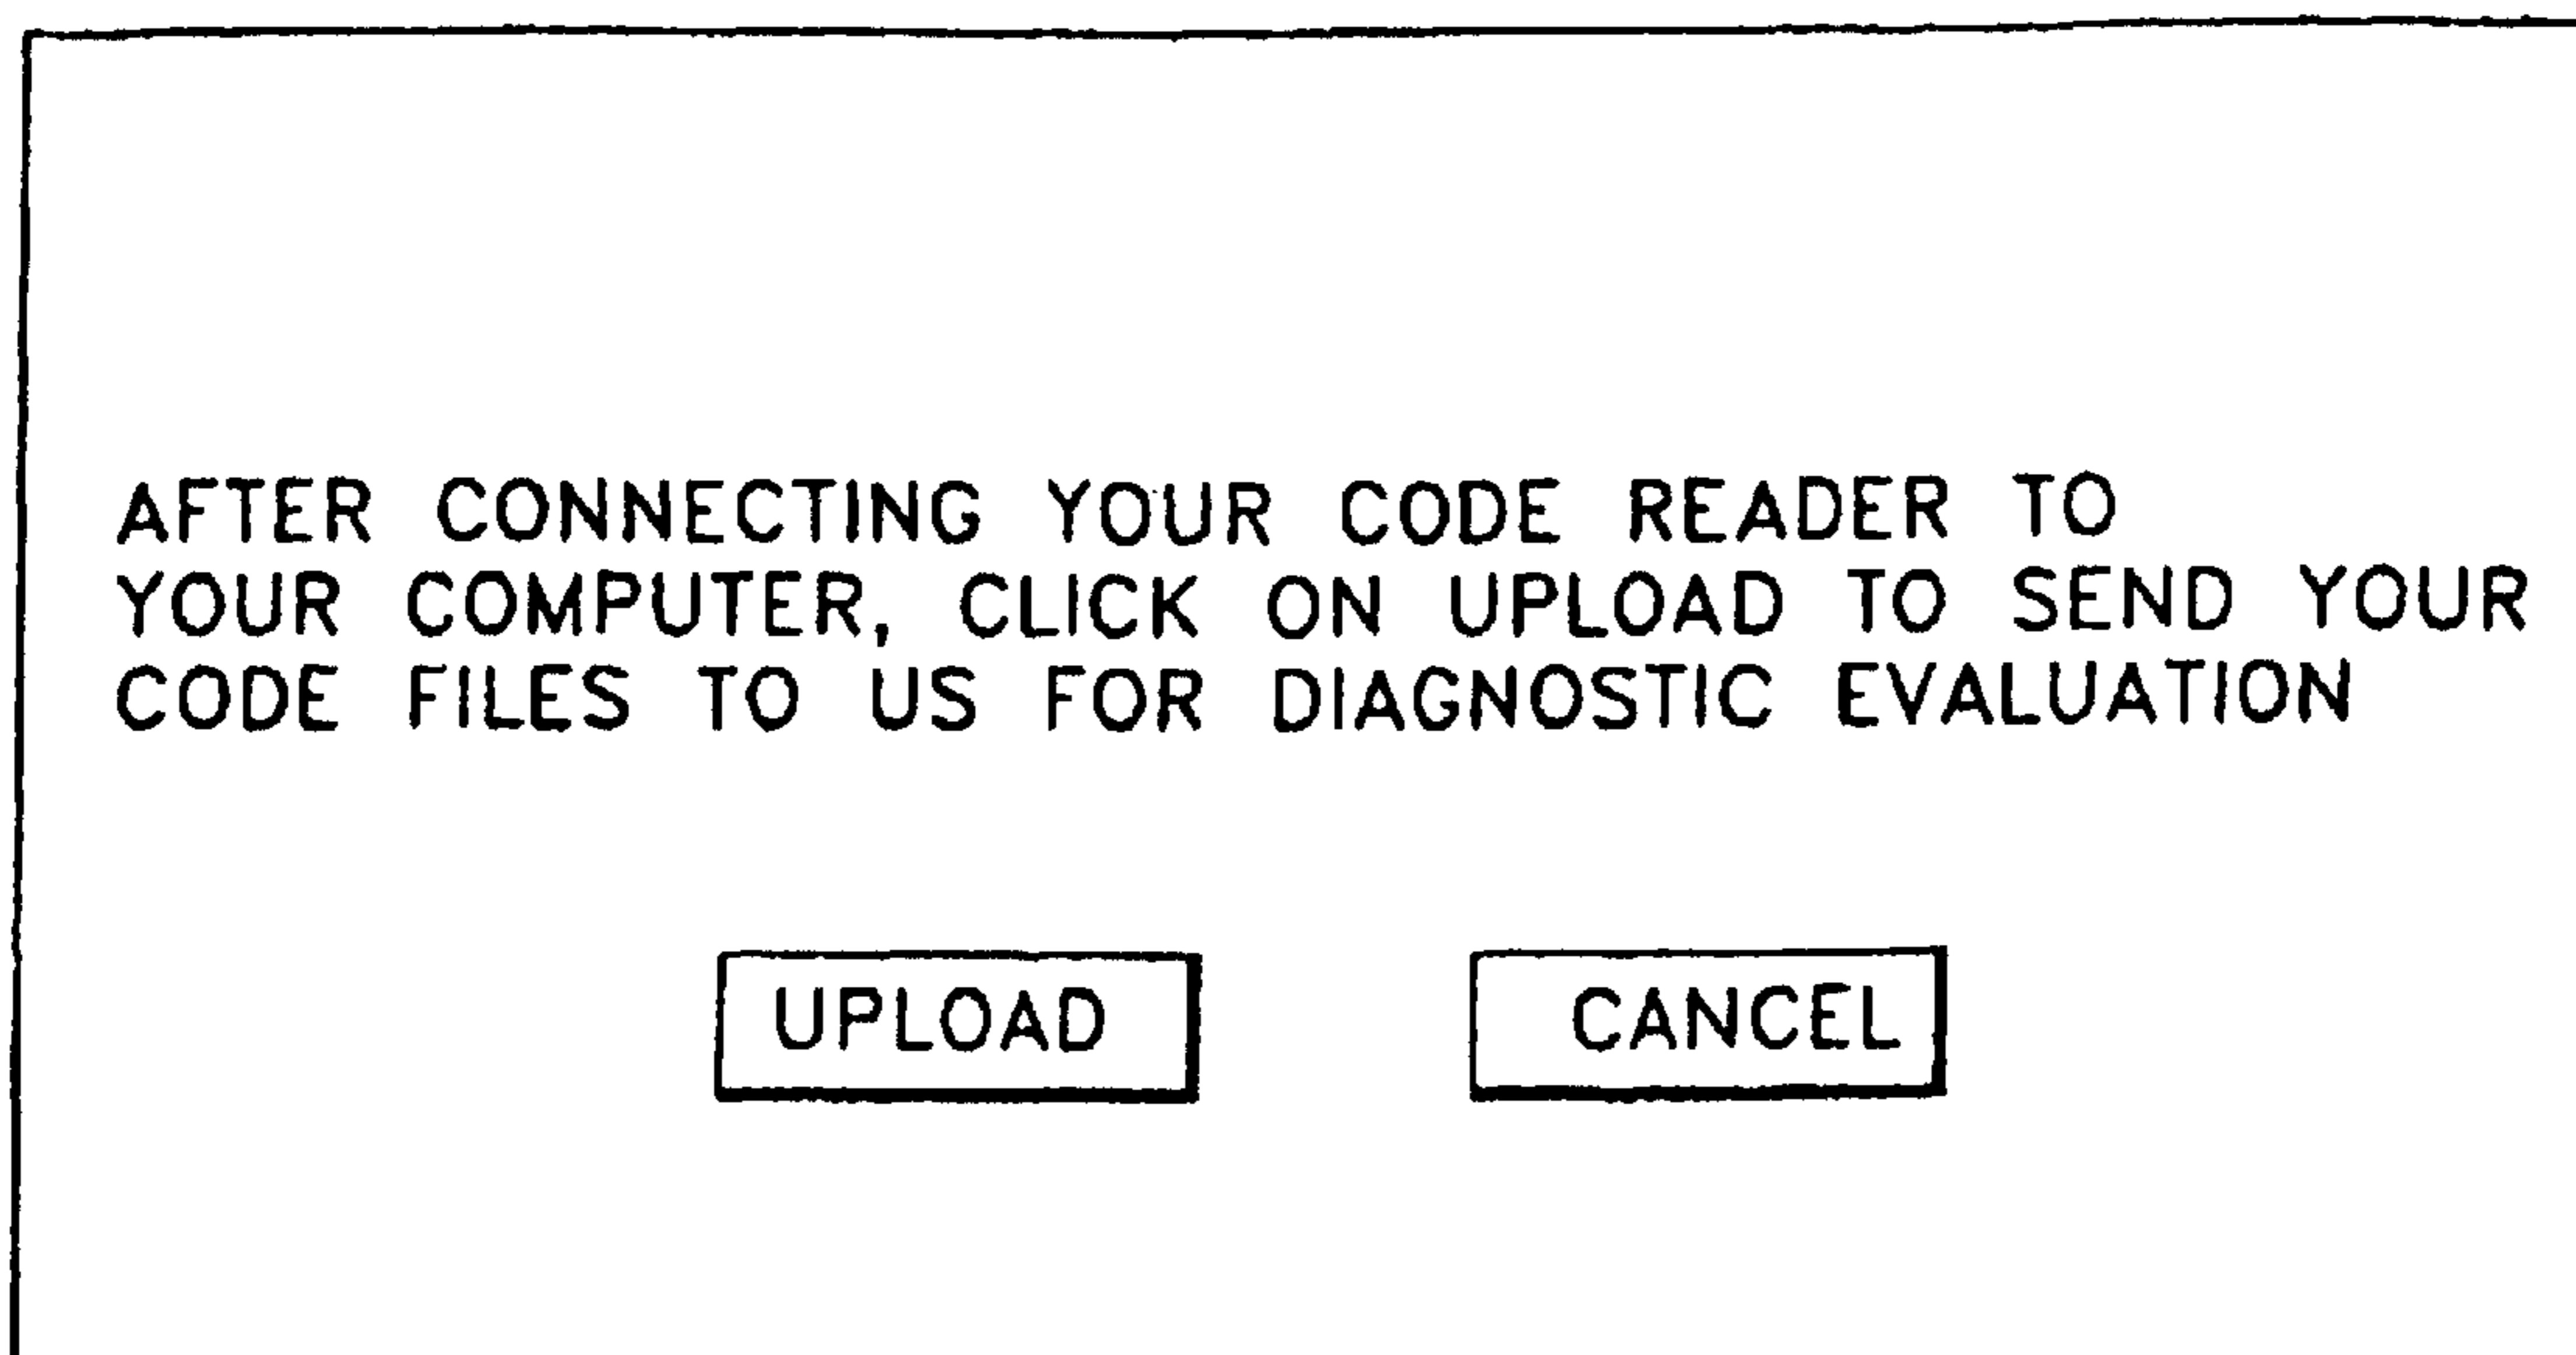 AFTER CONNECTING YOUR CODE READER TO
YOUR COMPUTER, CLICK ON UPLOAD TO SEND YOUR
CODE FILES TO US FOR DIAGNOSTIC EVALUATION
UPLOAD CANCEL